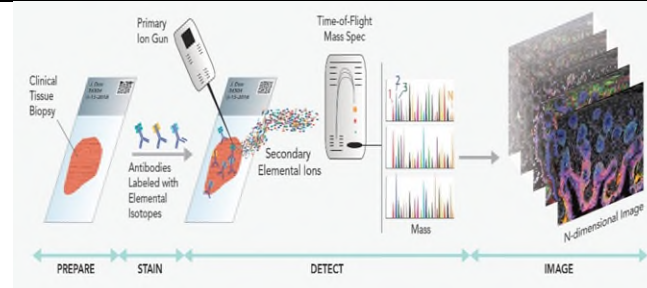 Primary
Ion Gun
Time-of-Flight
Mass Spec
Clinical
Tissue
Biopsy
Antibodies
Labeled with
Elemental
Isotopes
Secondary
Elemental Ions
1
2
3
N
Mass
N-dimensional Image
PREPARE
STAIN
DETECT
IMAGE